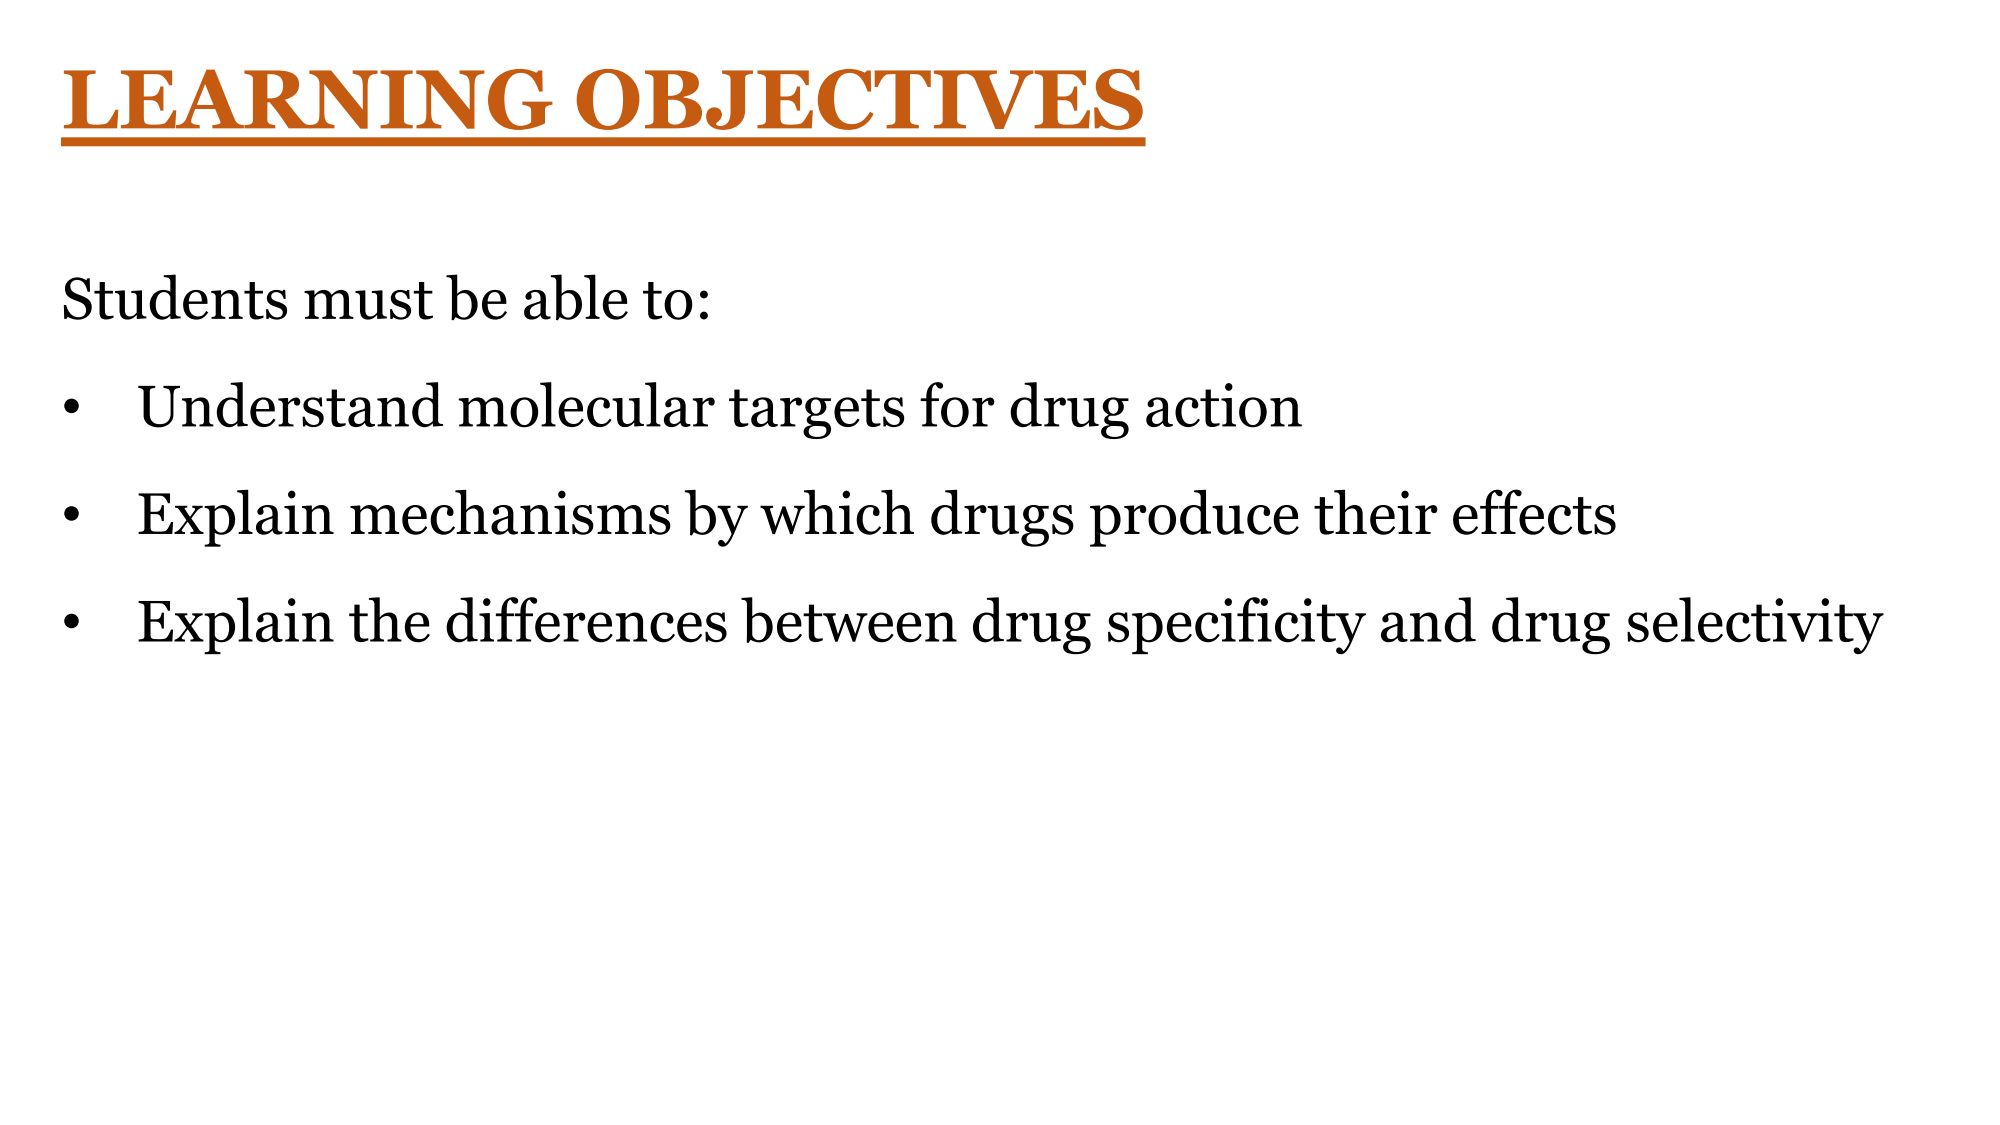 LEARNING OBJECTIVES
Students must be able to:
• Understand molecular targets for drug action
• Explain mechanisms by which drugs produce their effects
• Explain the differences between drug specificity and drug selectivity